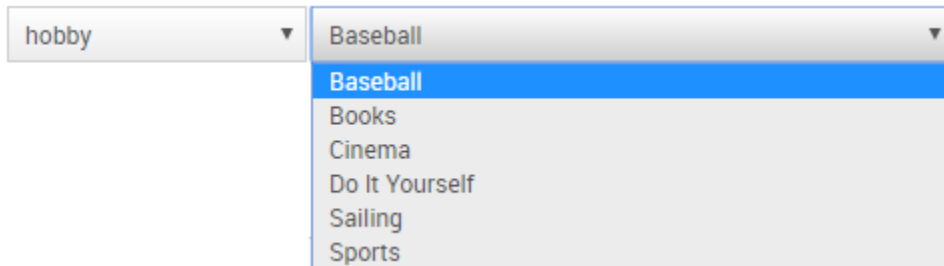 hobby Baseball
Baseball
Books
Cinema
Do It Yourself
Sailing
Sports